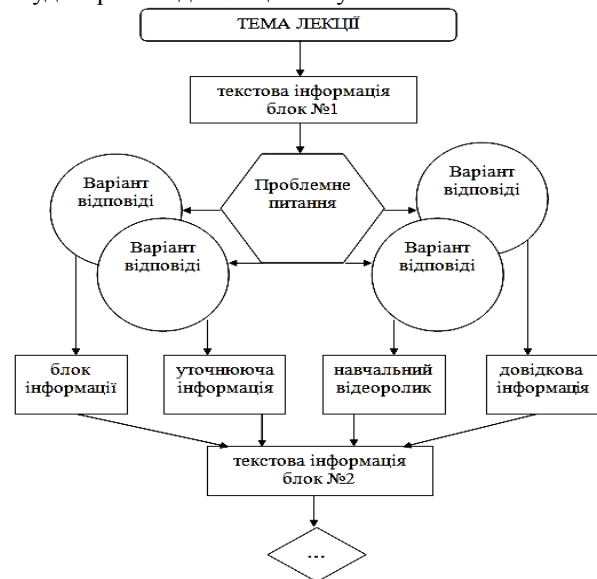 ТЕМА ЛЕКЦІЇ
текстова інформація
блок №1
Проблемне
питання
Варіант
відповіді
Варіант
відповіді
Варіант
відповіді
Варіант
відповіді
блок
інформації
уточнююча
інформація
навчальний
відеоролик
довідкова
інформація
текстова інформація
блок №2
...